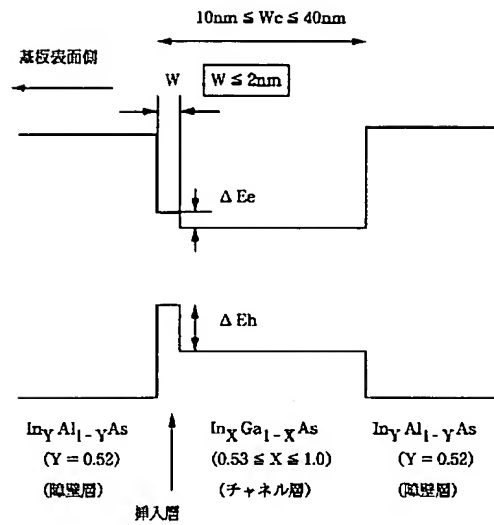 10nm ≤ Wc ≤ 40nm
基板表面側
W
W ≤ 2nm
Δ Ee
Δ Eh
InY Al1-Y As
(Y = 0.52)
(障壁層)
InX Ga1-X As
(0.53 ≤ X ≤ 1.0)
(チャネル層)
InY Al1-Y As
(Y = 0.52)
(障壁層)
挿入層